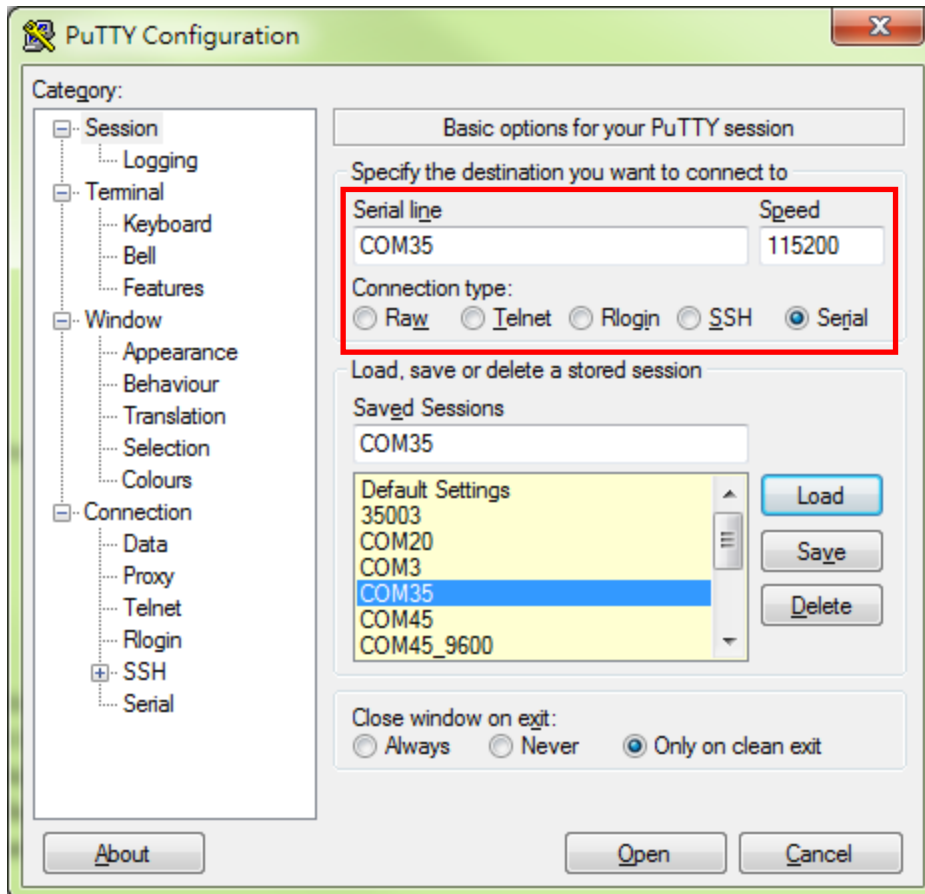 PuTTY Configuration
Category:
Session
Logging
Terminal
Keyboard
Bell
Features
Window
Appearance
Behaviour
Translation
Selection
Colours
Connection
Data
Proxy
Telnet
Rlogin
SSH
Serial
Basic options for your PuTTY session
Specify the destination you want to connect to
Serial line Speed
COM35 115200
Connection type:
Raw Telnet Rlogin SSH Serial
Load, save or delete a stored session
Saved Sessions
COM35
Default Settings
35003
COM20
COM3
COM35
COM45
COM45_9600
Load
Save
Delete
Close window on exit:
Always Never Only on clean exit
About Open Cancel